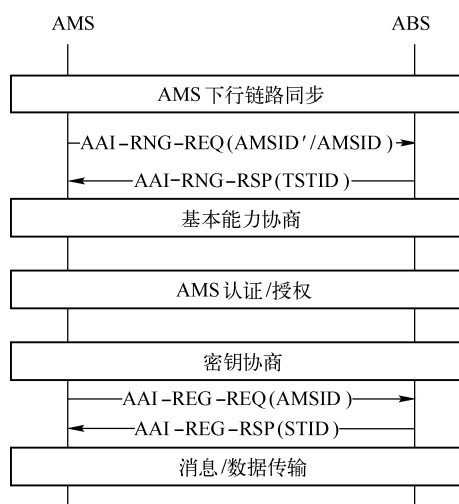 AMS ABS
AMS 下行链路同步
AAI-RNG-REQ(AMSID′/AMSID)
AAI-RNG-RSP(TSTID)
基本能力协商
AMS 认证/授权
密钥协商
AAI-REG-REQ(AMSID)
AAI-REG-RSP(STID)
消息/数据传输